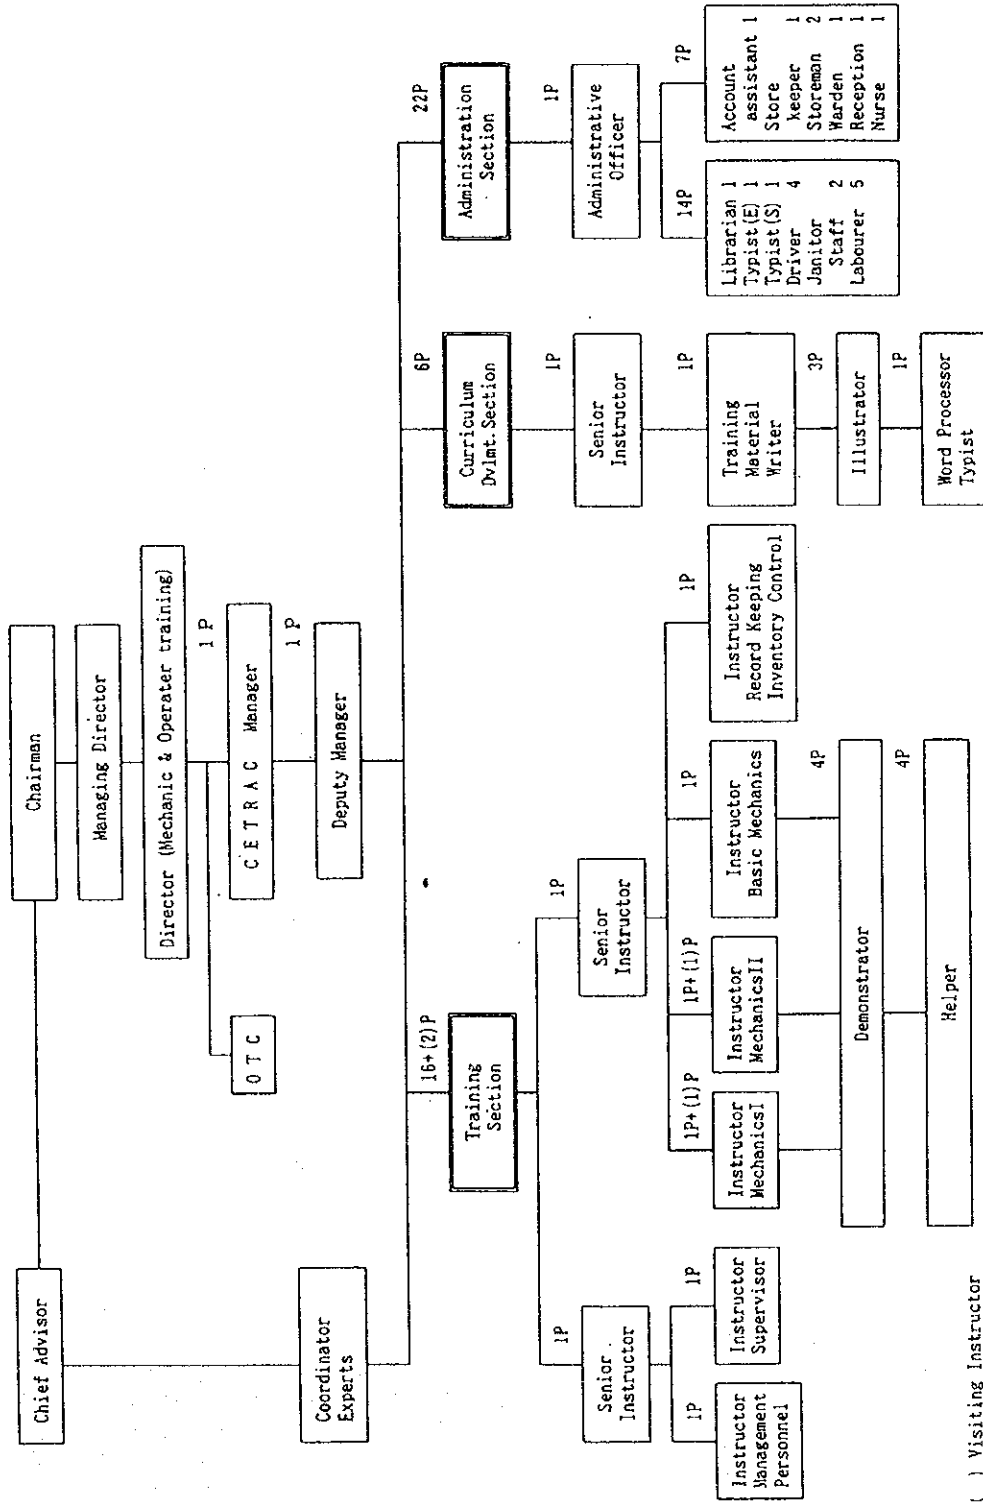 Chairman
Chief Advisor
Managing Director
Director (Mechanic & Operater training)
1 P
O T C
C E T R A C Manager
1 P
Coordinator
Experts
Deputy Manager
16+(2)P
6P
22P
Training
Section
Curriculum
Dvlmt.Section
Administration
Section
1P
1P
1P
1P
Senior
Instructor
Senior
Instructor
Senior
Instructor
Administrative
Officer
1P
1P
1P+(1)P
1P+(1)P
1P
1P
1P
14P
7P
Instructor
Management
Personnel
Instructor
Supervisor
Instructor
MechanicsI
Instructor
MechanicsII
Instructor
Basic Mechanics
Instructor
Record Keeping
Inventory Control
Training
Material
Writer
Librarian 1
Typist(E) 1
Typist(S) 1
Driver 4
Janitor
Staff 2
Labourer 5
Account
assistant 1
Store
keeper 1
Storeman 2
Warden 1
Reception 1
Nurse 1
4P
3P
Demonstrator
Illustrator
4P
1P
Helper
Word Processor
Typist
( ) Visiting Instructor